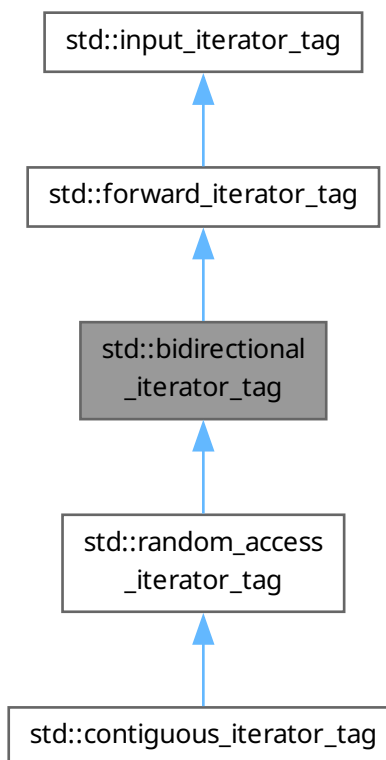 std::input_iterator_tag
std::forward_iterator_tag
std::bidirectional
_iterator_tag
std::random_access
_iterator_tag
std::contiguous_iterator_tag